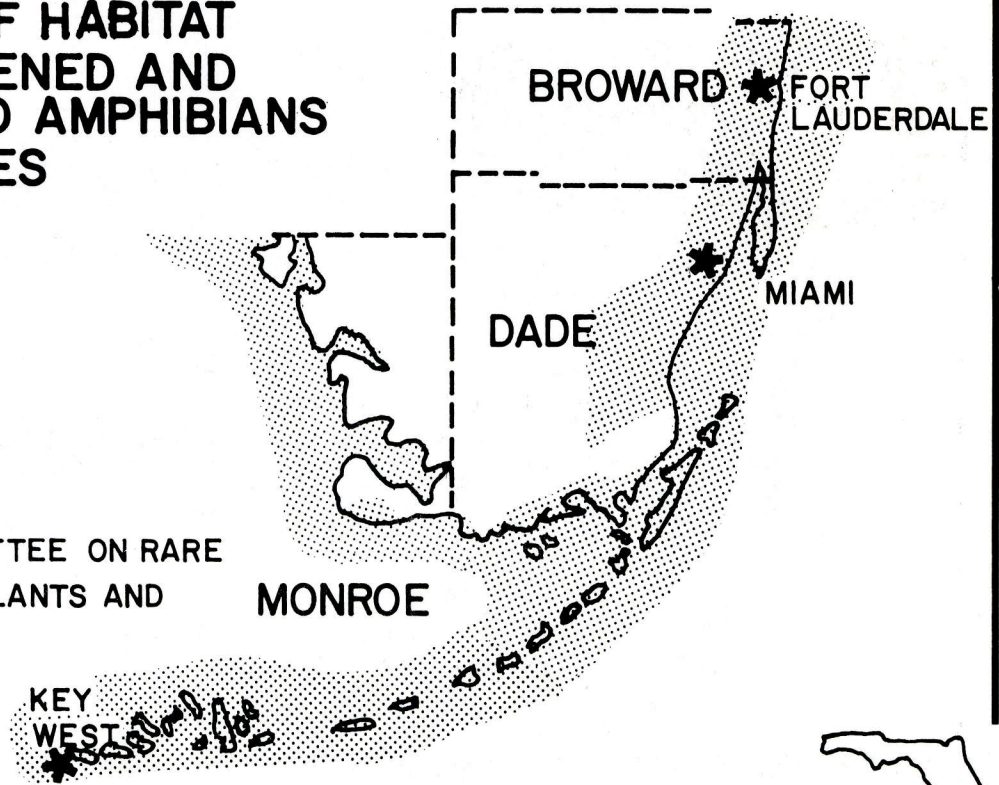 F HABITAT
ENED AND
D AMPHIBIANS
ES
BROWARD
FORT
LAUDERDALE
MIAMI
DADE
TTEE ON RARE
LANTS AND
MONROE
KEY
WEST